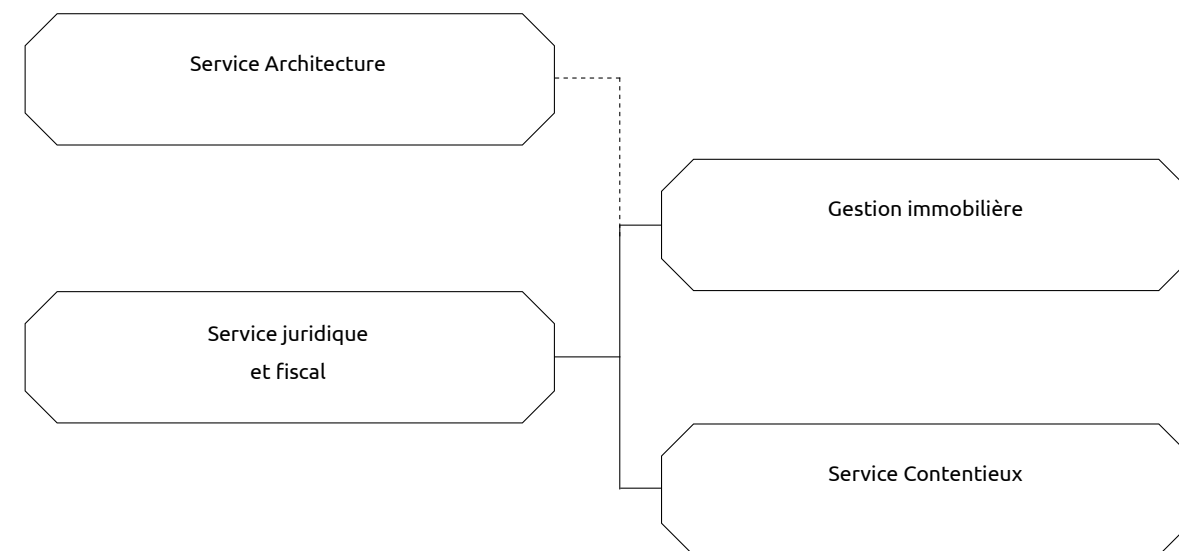 Service Architecture
Gestion immobilière
Service juridique
et fiscal
Service Contentieux